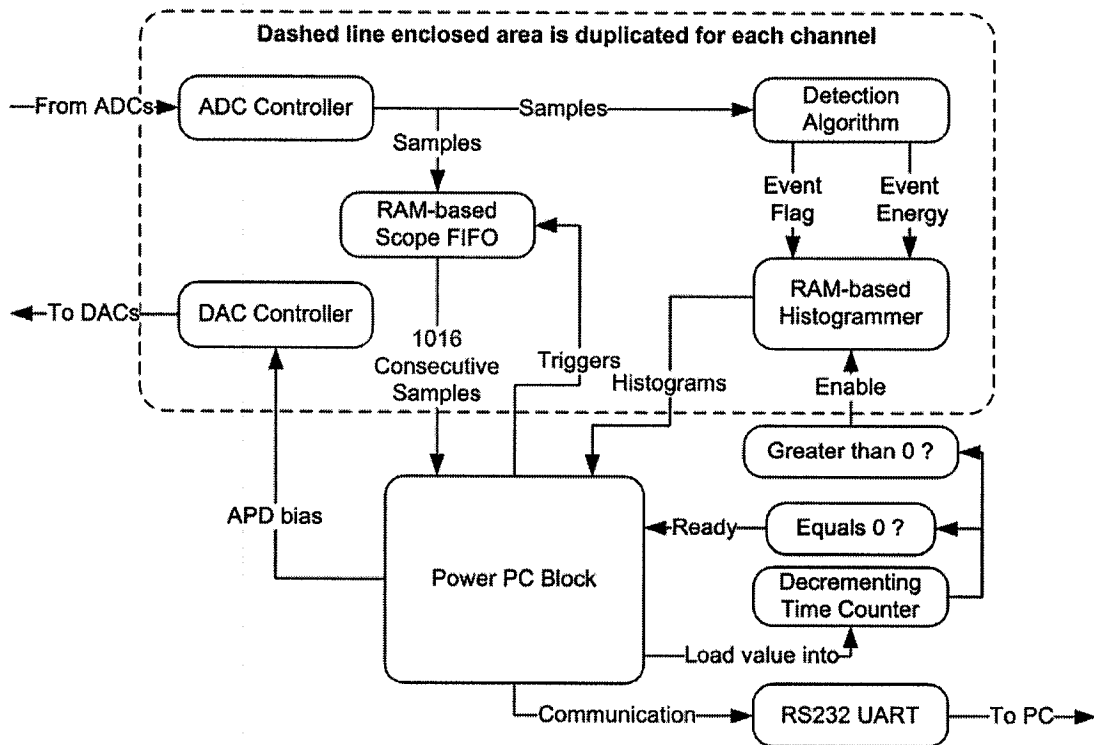 Dashed line enclosed area is duplicated for each channel
From ADCs
ADC Controller
Samples
Detection
Algorithm
Samples
Event
Flag
Event
Energy
RAM-based
Scope FIFO
RAM-based
Histogrammer
To DACs
DAC Controller
1016
Consecutive
Samples
Triggers
Histograms
Enable
Greater than 0 ?
APD bias
Ready
Equals 0 ?
Power PC Block
Decrementing
Time Counter
Load value into
Communication
RS232 UART
To PC